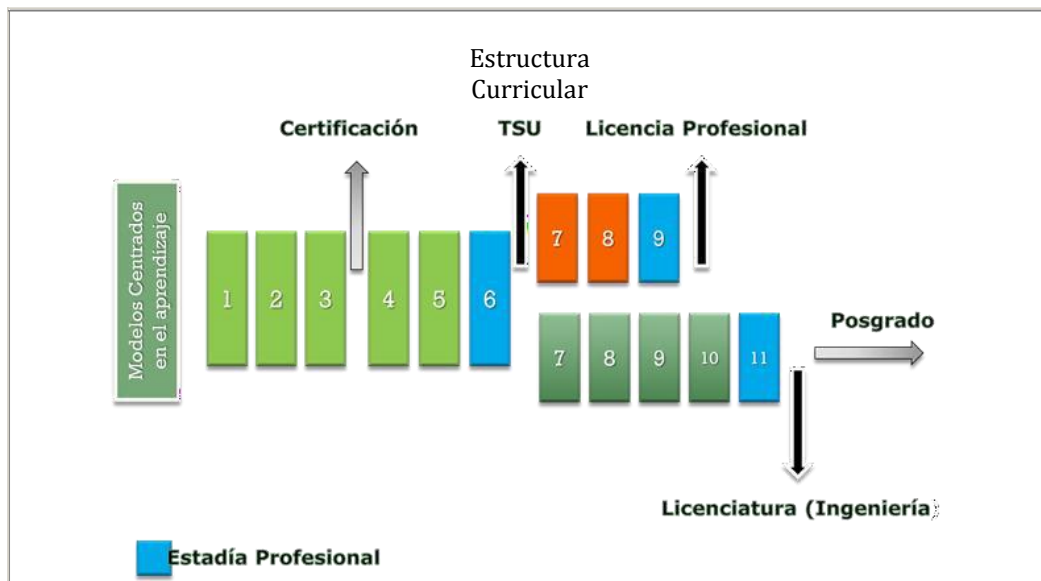 Estructura
Curricular
Certificación
TSU
Licencia Profesional
Modelos Centrados
en el aprendizaje
1
2
3
4
5
6
7
8
9
7
8
9
10
11
Posgrado
Licenciatura (Ingeniería)
Estadía Profesional